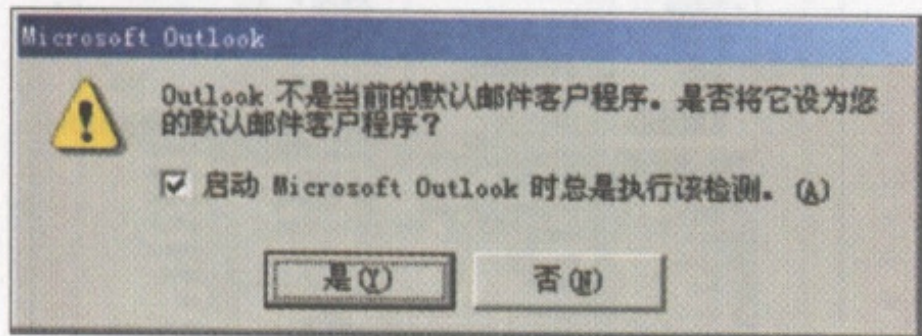 Microsoft Outlook
Outlook 不是当前的默认邮件客户程序。是否将它设为您
的默认邮件客户程序？
启动 Microsoft Outlook 时总是执行该检测。(A)
是(Y)
否(N)